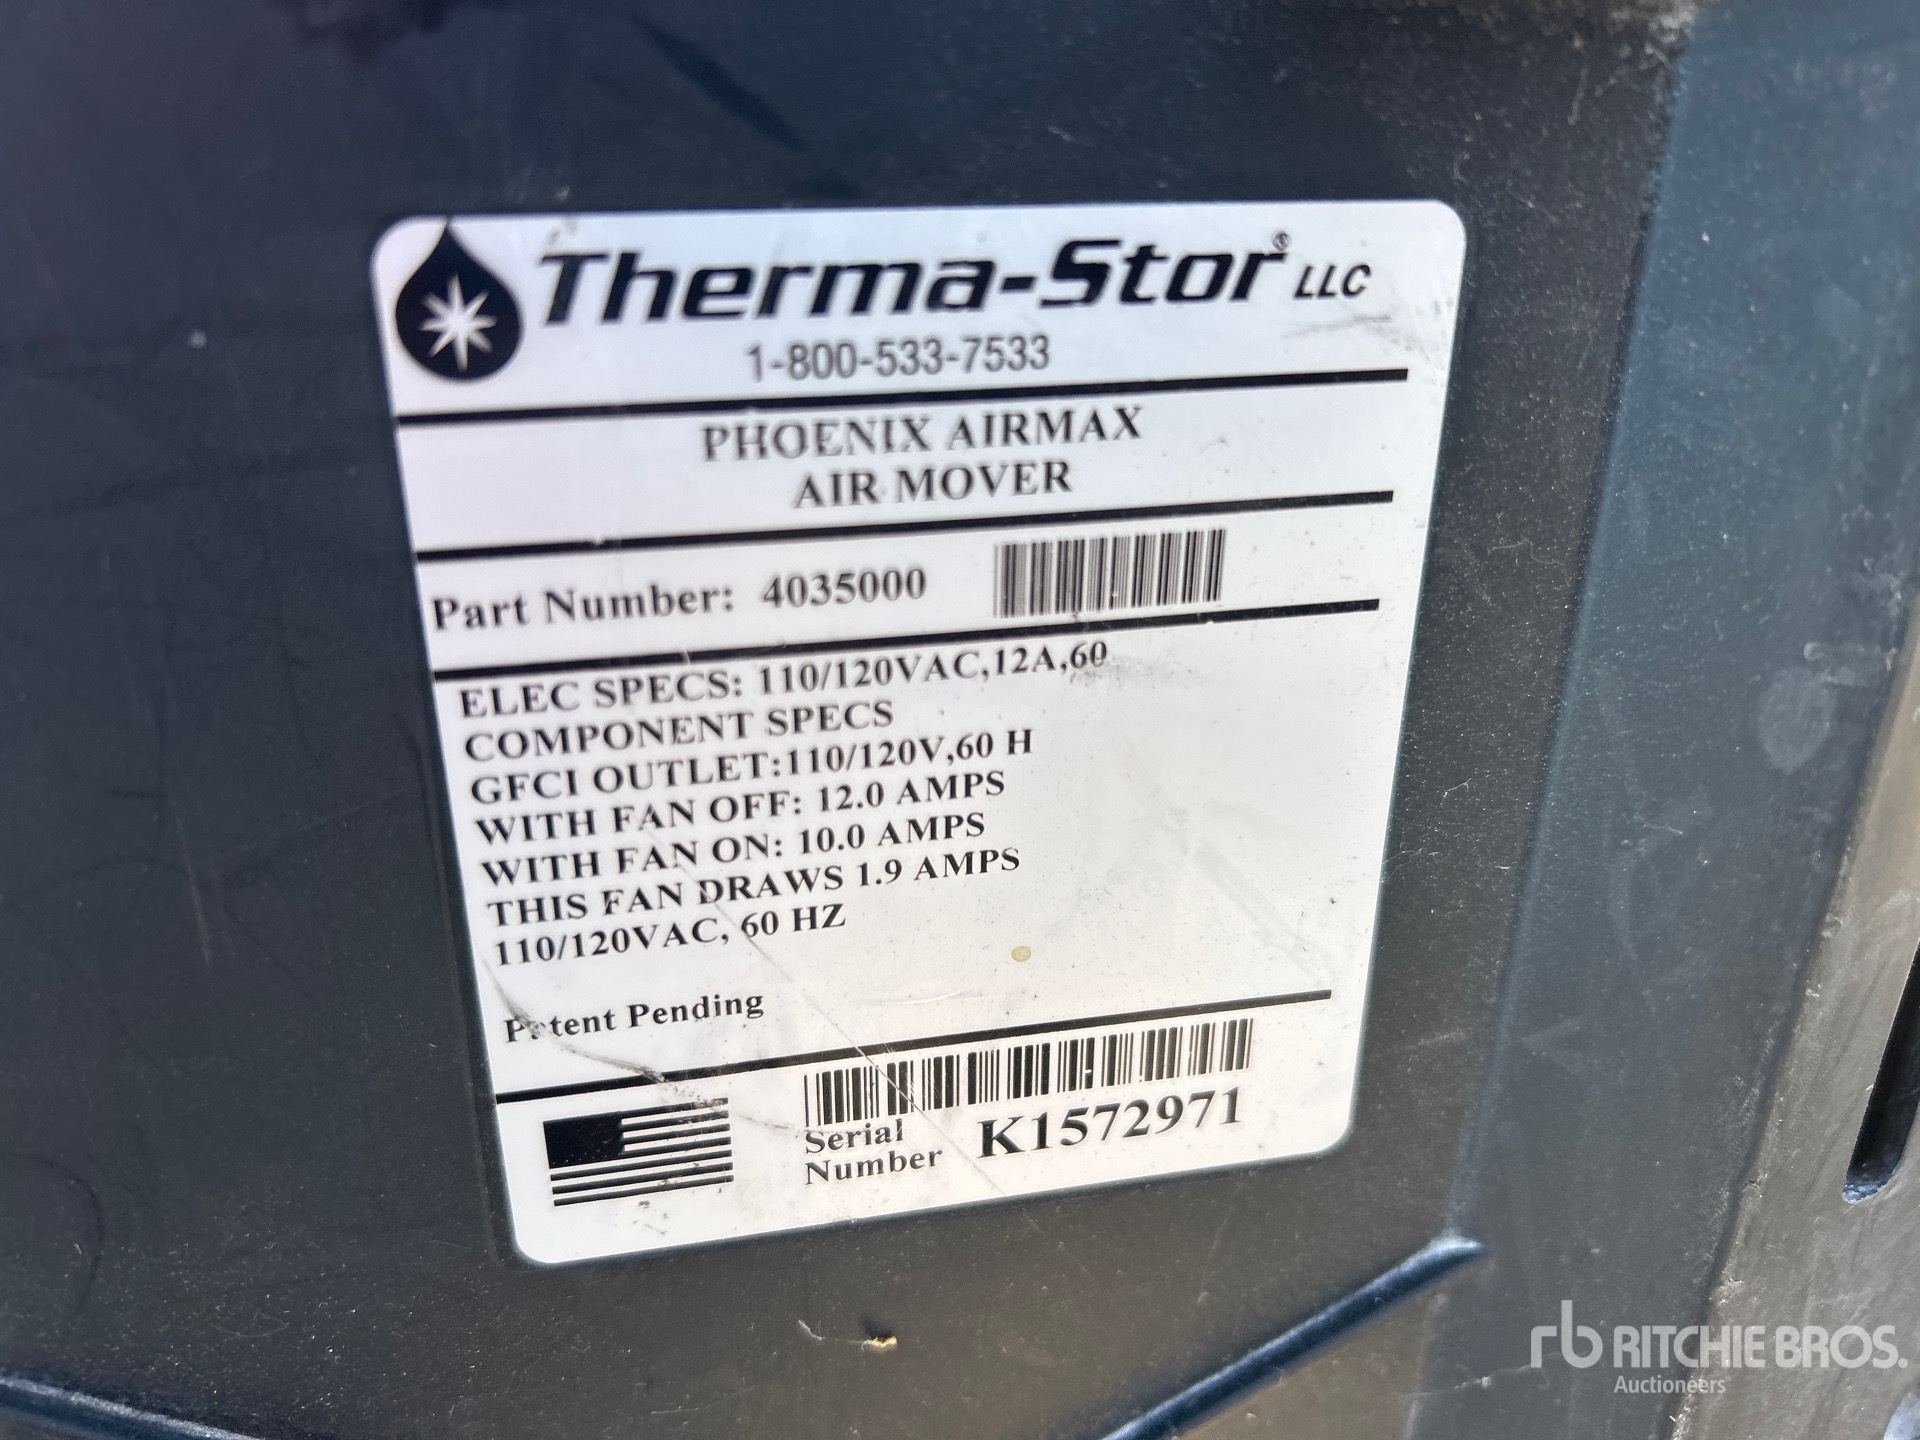 Therma-Stor® LLC
1-800-533-7533
PHOENIX AIRMAX
AIR MOVER
Part Number: 4035000
ELEC SPECS: 110/120VAC,12A,60
COMPONENT SPECS
GFCI OUTLET:110/120V,60 H
WITH FAN OFF: 12.0 AMPS
WITH FAN ON: 10.0 AMPS
THIS FAN DRAWS 1.9 AMPS
110/120VAC, 60 HZ
Patent Pending
Serial
Number K1572971
rb RITCHIE BROS.
Auctioneers